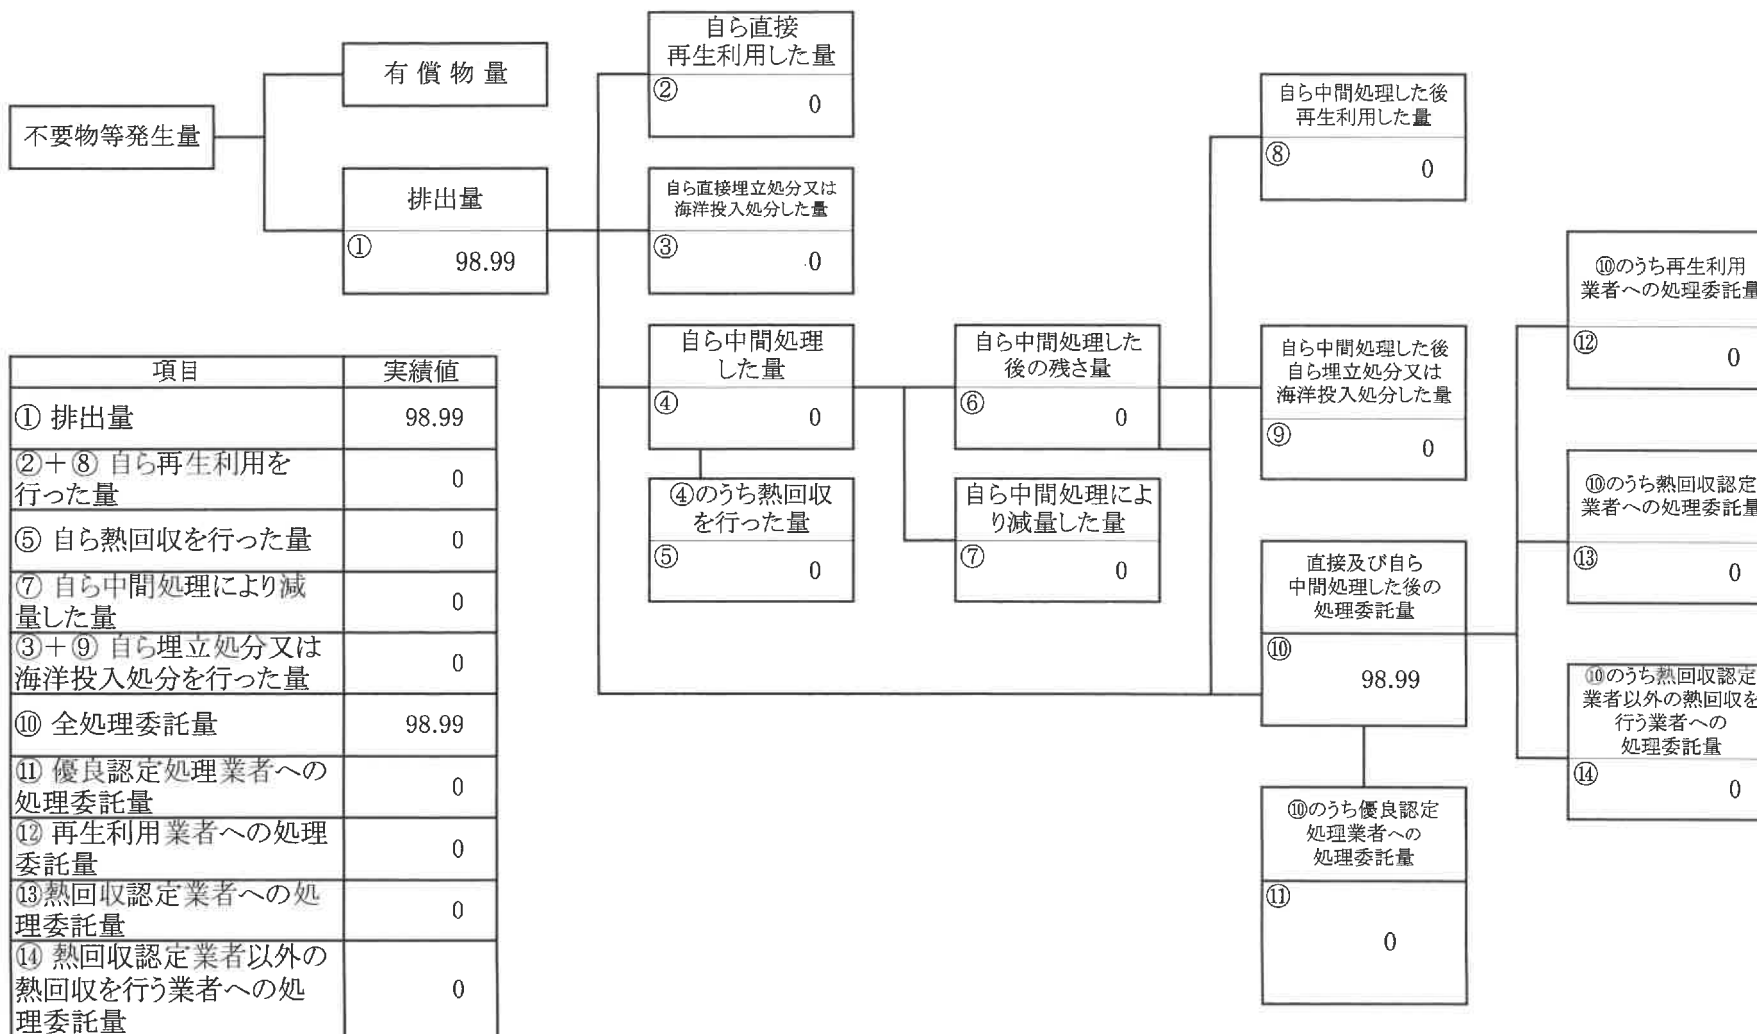 不要物等発生量
有償物量
排出量
①
98.99
自ら直接
再生利用した量
②
0
自ら直接埋立処分又は
海洋投入処分した量
③
0
自ら中間処理
した量
④
0
④のうち熱回収
を行った量
⑤
0
自ら中間処理した
後の残さ量
⑥
0
自ら中間処理によ
り減量した量
⑦
0
自ら中間処理した後
再生利用した量
⑧
0
自ら中間処理した後
自ら埋立処分又は
海洋投入処分した量
⑨
0
直接及び自ら
中間処理した後の
処理委託量
⑩
98.99
⑩のうち優良認定
処理業者への
処理委託量
⑪
0
⑩のうち再生利用
業者への処理委託量
⑫
0
⑩のうち熱回収認定
業者への処理委託量
⑬
0
⑩のうち熱回収認定
業者以外の熱回収を
行う業者への
処理委託量
⑭
0
項目 実績値
① 排出量 98.99
②＋⑧ 自ら再生利用を
行った量 0
⑤ 自ら熱回収を行った量 0
⑦ 自ら中間処理により減
量した量 0
③＋⑨ 自ら埋立処分又は
海洋投入処分を行った量 0
⑩ 全処理委託量 98.99
⑪ 優良認定処理業者への
処理委託量 0
⑫ 再生利用業者への処理
委託量 0
⑬熱回収認定業者への処
理委託量 0
⑭ 熱回収認定業者以外の
熱回収を行う業者への処
理委託量 0